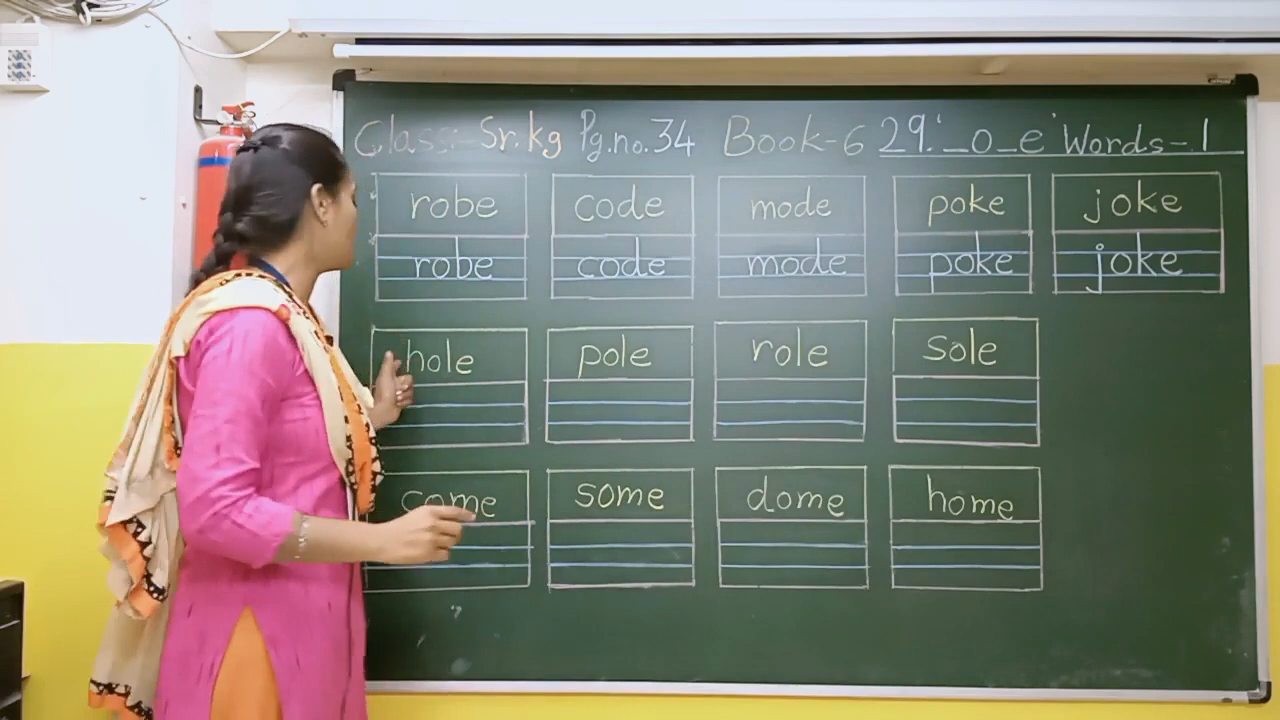 Class:- Sr.kg Pg.no.34 Book-6 29.'_o_e' Words-1
robe code mode poke joke
robe code mode poke joke
hole pole role sole
come some dome home